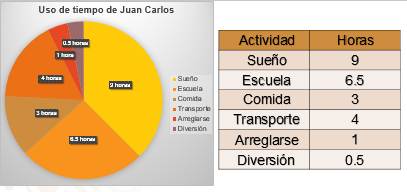 Uso de tiempo de Juan Carlos
0.5 horas
1 hora
4 horas
9 horas
3 horas
6.5 horas
Sueño
Escuela
Comida
Transporte
Arreglarse
Diversión
Actividad Horas
Sueño 9
Escuela 6.5
Comida 3
Transporte 4
Arreglarse 1
Diversión 0.5